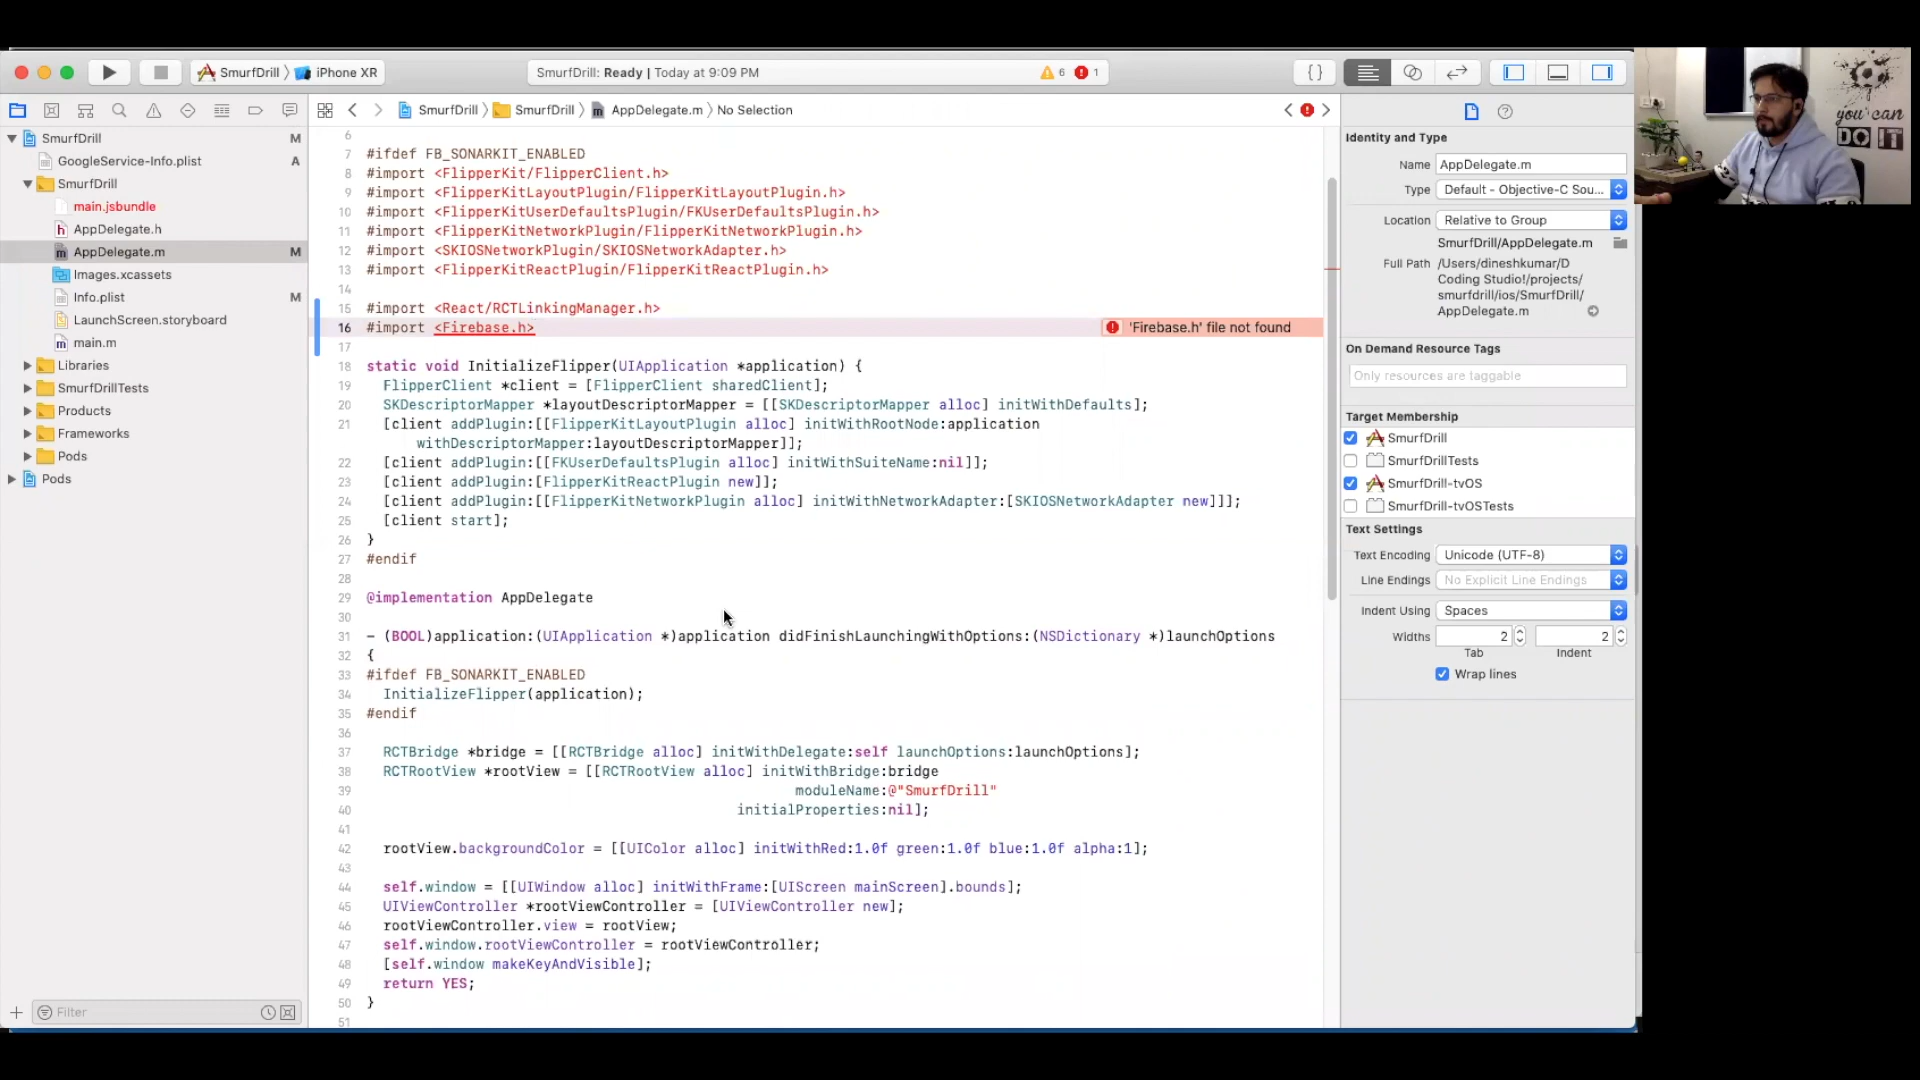 SmurfDrill
iPhone XR
SmurfDrill: Ready | Today at 9:09 PM
6
1
SmurfDrill
SmurfDrill
AppDelegate.m
No Selection
SmurfDrill M
GoogleService-Info.plist A
SmurfDrill
main.jsbundle
AppDelegate.h
AppDelegate.m M
Images.xcassets
Info.plist M
LaunchScreen.storyboard
main.m
Libraries
SmurfDrillTests
Products
Frameworks
Pods
Pods
Filter
6
7 #ifdef FB_SONARKIT_ENABLED
8 #import <FlipperKit/FlipperClient.h>
9 #import <FlipperKitLayoutPlugin/FlipperKitLayoutPlugin.h>
10 #import <FlipperKitUserDefaultsPlugin/FKUserDefaultsPlugin.h>
11 #import <FlipperKitNetworkPlugin/FlipperKitNetworkPlugin.h>
12 #import <SKIOSNetworkPlugin/SKIOSNetworkAdapter.h>
13 #import <FlipperKitReactPlugin/FlipperKitReactPlugin.h>
14
15 #import <React/RCTLinkingManager.h>
16 #import <Firebase.h> 'Firebase.h' file not found
17
18 static void InitializeFlipper(UIApplication *application) {
19 FlipperClient *client = [FlipperClient sharedClient];
20 SKDescriptorMapper *layoutDescriptorMapper = [[SKDescriptorMapper alloc] initWithDefaults];
21 [client addPlugin:[[FlipperKitLayoutPlugin alloc] initWithRootNode:application
withDescriptorMapper:layoutDescriptorMapper]];
22 [client addPlugin:[[FKUserDefaultsPlugin alloc] initWithSuiteName:nil]];
23 [client addPlugin:[FlipperKitReactPlugin new]];
24 [client addPlugin:[[FlipperKitNetworkPlugin alloc] initWithNetworkAdapter:[SKIOSNetworkAdapter new]]];
25 [client start];
26 }
27 #endif
28
29 @implementation AppDelegate
30
31 - (BOOL)application:(UIApplication *)application didFinishLaunchingWithOptions:(NSDictionary *)launchOptions
32 {
33 #ifdef FB_SONARKIT_ENABLED
34 InitializeFlipper(application);
35 #endif
36
37 RCTBridge *bridge = [[RCTBridge alloc] initWithDelegate:self launchOptions:launchOptions];
38 RCTRootView *rootView = [[RCTRootView alloc] initWithBridge:bridge
39 moduleName:@"SmurfDrill"
40 initialProperties:nil];
41
42 rootView.backgroundColor = [[UIColor alloc] initWithRed:1.0f green:1.0f blue:1.0f alpha:1];
43
44 self.window = [[UIWindow alloc] initWithFrame:[UIScreen mainScreen].bounds];
45 UIViewController *rootViewController = [UIViewController new];
46 rootViewController.view = rootView;
47 self.window.rootViewController = rootViewController;
48 [self.window makeKeyAndVisible];
49 return YES;
50 }
51
Identity and Type
Name AppDelegate.m
Type Default - Objective-C Sou...
Location Relative to Group
SmurfDrill/AppDelegate.m
Full Path /Users/dineshkumar/D
Coding Studio!/projects/
smurfdrill/ios/SmurfDrill/
AppDelegate.m
On Demand Resource Tags
Only resources are taggable
Target Membership
SmurfDrill
SmurfDrillTests
SmurfDrill-tvOS
SmurfDrill-tvOSTests
Text Settings
Text Encoding Unicode (UTF-8)
Line Endings No Explicit Line Endings
Indent Using Spaces
Widths 2 2
Tab Indent
Wrap lines
you can
DO IT